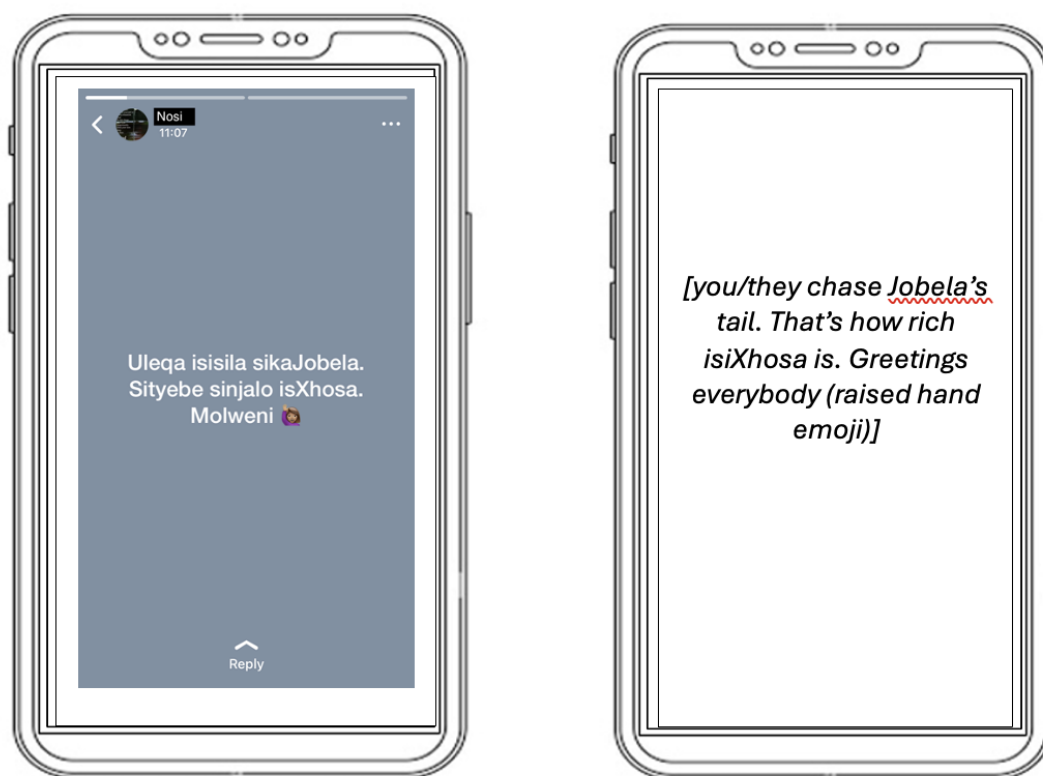 Nosi
11:07
Uleqa isisila sikaJobela.
Sityebe sinjalo isXhosa.
Molweni 🙋🏽‍♀️
Reply
[you/they chase Jobela’s
tail. That’s how rich
isiXhosa is. Greetings
everybody (raised hand
emoji)]